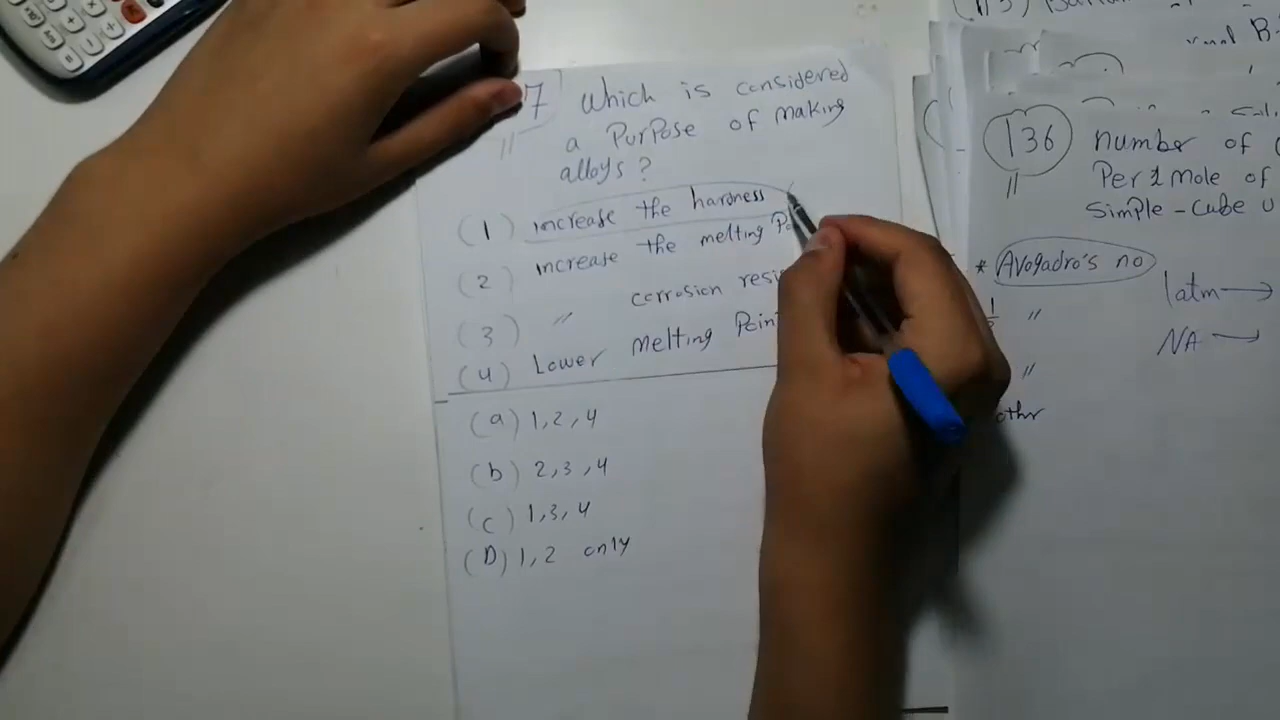 7 Which is considered
a Purpose of making
alloys?
(1) increase the hardness
(2) increase the melting
(3) " corrosion
(4) Lower melting Point
(a) 1,2,4
(b) 2,3,4
(c) 1,3,4
(D) 1,2 only
136 number of
Per 1 Mole of
Simple-Cube
* Avogadro's no
1 atm →
"
NA →
"